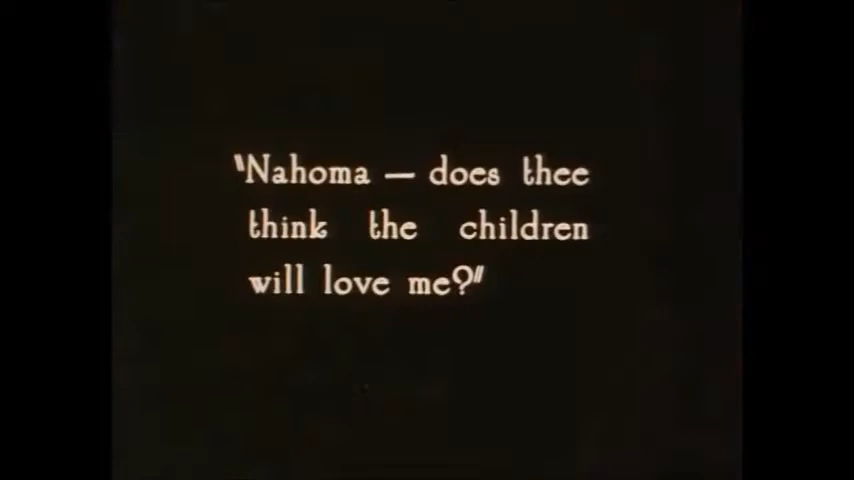 "Nahoma — does thee
think the children
will love me?"